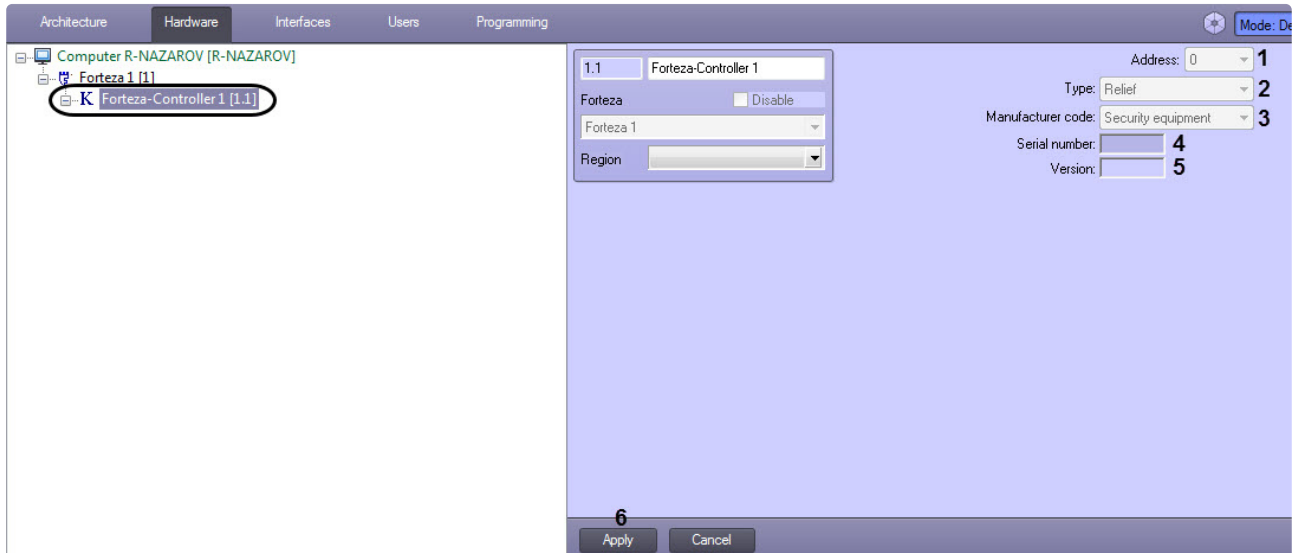 Architecture Hardware Interfaces Users Programming Mode: De
Computer R-NAZAROV [R-NAZAROV]
Forteza 1 [1]
K Forteza-Controller 1 [1.1]
1.1 Forteza-Controller 1
Forteza Disable
Forteza 1
Region
Address: 0 1
Type: Relief 2
Manufacturer code: Security equipment 3
Serial number: 4
Version: 5
6
Apply Cancel